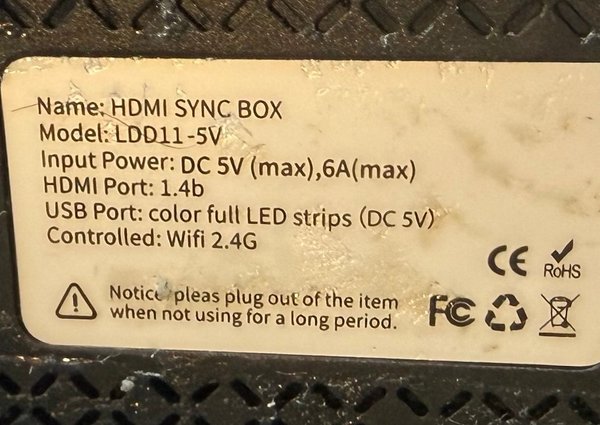 Name: HDMI SYNC BOX
Model: LDD11-5V
Input Power: DC 5V (max),6A(max)
HDMI Port: 1.4b
USB Port: color full LED strips (DC 5V)
Controlled: Wifi 2.4G
CE RoHS
Notice pleas plug out of the item
when not using for a long period.
FC